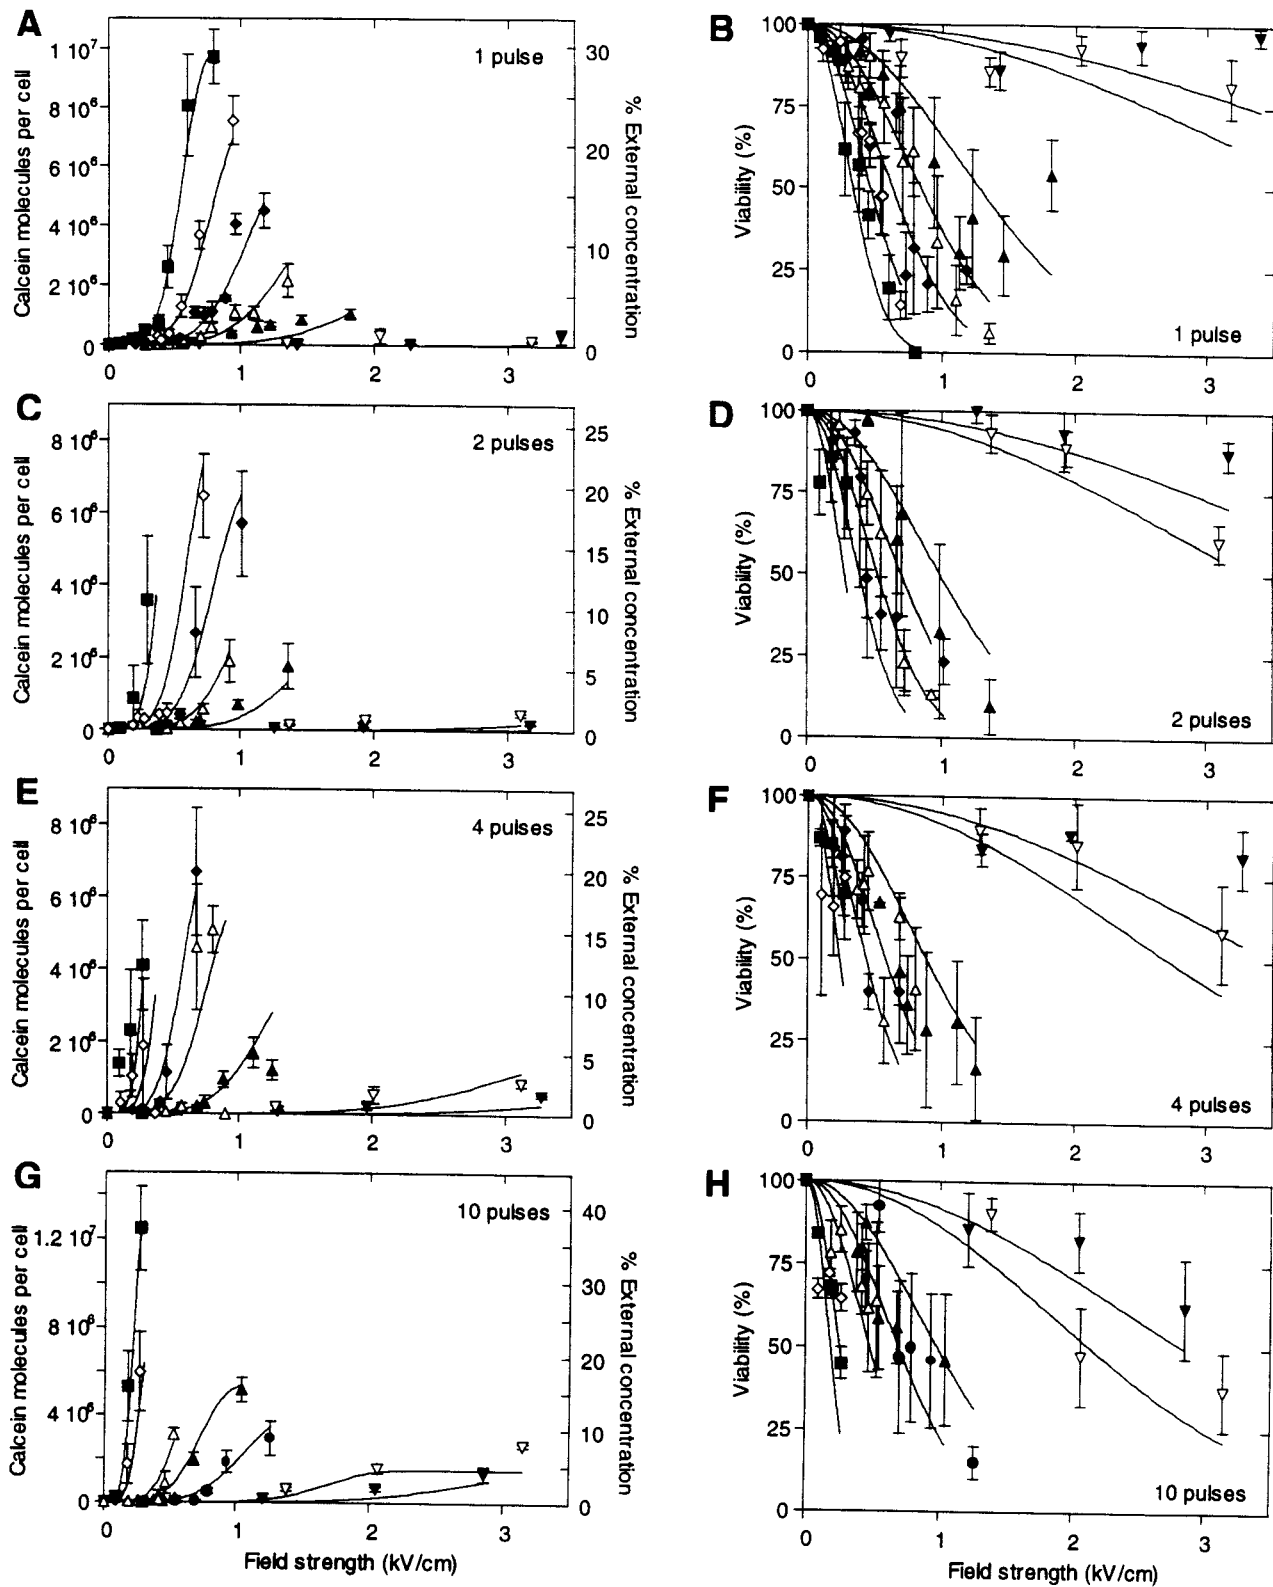 A
1 pulse
1 10⁷
8 10⁶
6 10⁶
4 10⁶
2 10⁶
0
Calcein molecules per cell
30
20
10
0
% External concentration
0 1 2 3
B
100
75
50
25
0
Viability (%)
1 pulse
0 1 2 3
C
2 pulses
8 10⁶
6 10⁶
4 10⁶
2 10⁶
0
Calcein molecules per cell
25
20
15
10
5
0
% External concentration
0 1 2 3
D
100
75
50
25
0
Viability (%)
2 pulses
0 1 2 3
E
4 pulses
8 10⁶
6 10⁶
4 10⁶
2 10⁶
0
Calcein molecules per cell
25
20
15
10
5
0
% External concentration
0 1 2 3
F
100
75
50
25
0
Viability (%)
4 pulses
0 1 2 3
G
10 pulses
1.2 10⁷
8 10⁶
4 10⁶
0
Calcein molecules per cell
40
30
20
10
0
% External concentration
0 1 2 3
Field strength (kV/cm)
H
100
75
50
25
0
Viability (%)
10 pulses
0 1 2 3
Field strength (kV/cm)